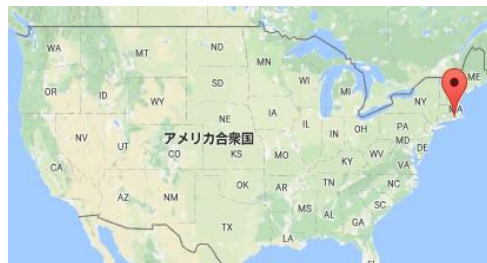 WA
MT
ND
MN
ME
OR
ID
SD
WI
MI
NY
MA
WY
NE
IA
PA
NV
UT
アメリカ合衆国
CO
KS
MO
IL
IN
OH
MD
DE
WV
VA
KY
CA
AZ
NM
OK
AR
TN
NC
TX
MS
AL
SC
GA
LA
FL